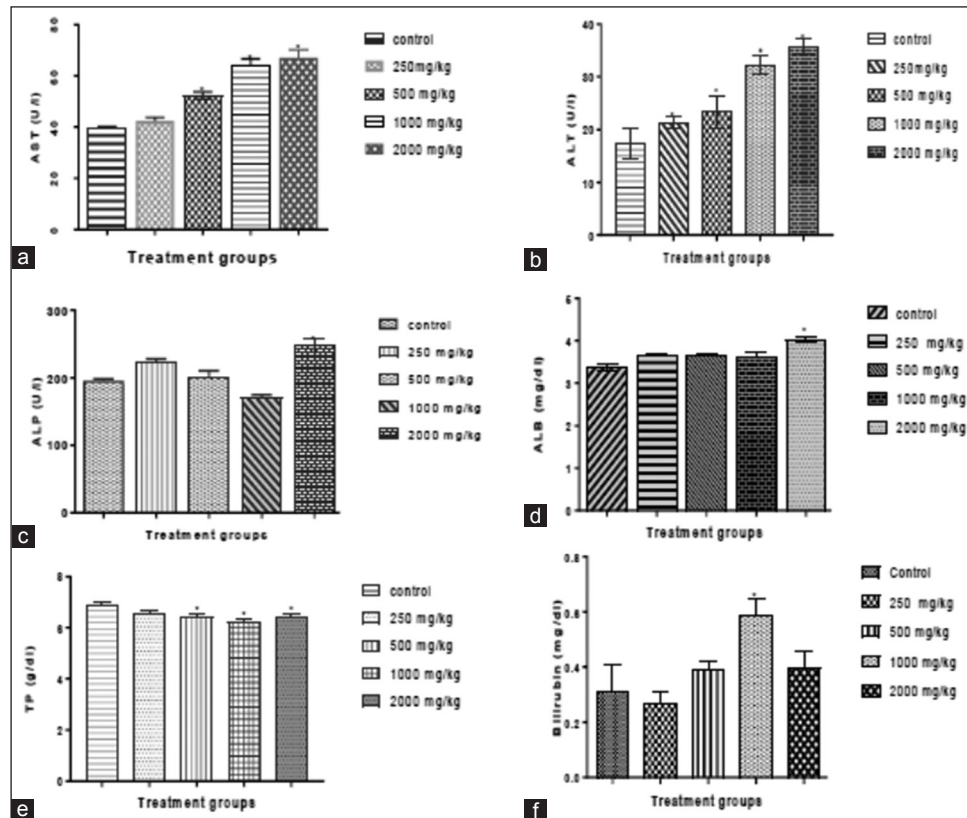 80
60
40
20
0
AST (U/l)
control
250mg/kg
500 mg/kg
1000 mg/kg
2000 mg/kg
* * *
Treatment groups
a
40
30
20
10
0
ALT (U/l)
control
250mg/kg
500 mg/kg
1000 mg/kg
2000 mg/kg
* * * *
Treatment groups
b
300
200
100
0
ALP (U/l)
control
250 mg/kg
500 mg/kg
1000 mg/kg
2000 mg/kg
*
Treatment groups
c
5
4
3
2
1
0
ALB (mg/dl)
control
250 mg/kg
500 mg/kg
1000 mg/kg
2000 mg/kg
*
Treatment groups
d
8
6
4
2
0
TP (g/dl)
control
250 mg/kg
500 mg/kg
1000 mg/kg
2000 mg/kg
* * *
Treatment groups
e
0.8
0.6
0.4
0.2
0.0
Bilirubin (mg/dl)
Control
250 mg/kg
500 mg/kg
1000 mg/kg
2000 mg/kg
*
Treatment groups
f